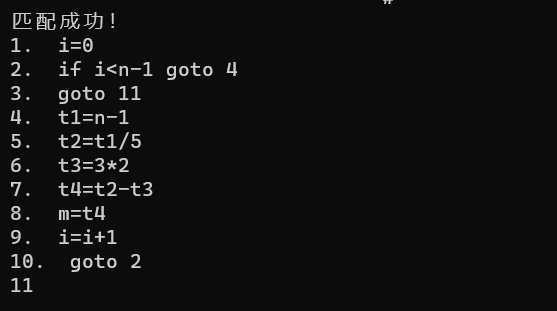 匹配成功!
1.  i=0
2.  if i<n-1 goto 4
3.  goto 11
4.  t1=n-1
5.  t2=t1/5
6.  t3=3*2
7.  t4=t2-t3
8.  m=t4
9.  i=i+1
10.  goto 2
11